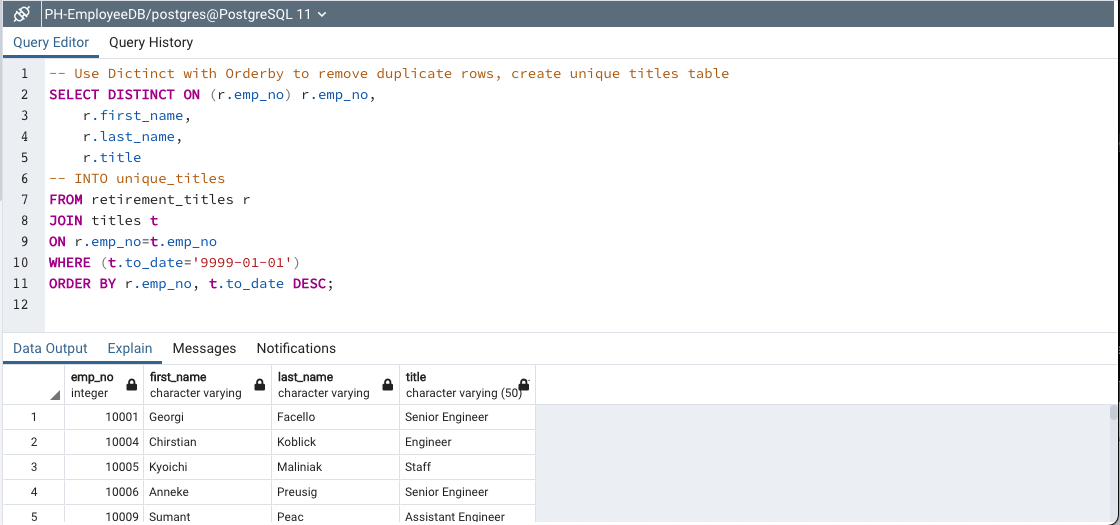 PH-EmployeeDB/postgres@PostgreSQL 11
Query Editor Query History
1 -- Use Dictinct with Orderby to remove duplicate rows, create unique titles table
2 SELECT DISTINCT ON (r.emp_no) r.emp_no,
3 r.first_name,
4 r.last_name,
5 r.title
6 -- INTO unique_titles
7 FROM retirement_titles r
8 JOIN titles t
9 ON r.emp_no=t.emp_no
10 WHERE (t.to_date='9999-01-01')
11 ORDER BY r.emp_no, t.to_date DESC;
12
Data Output Explain Messages Notifications
emp_no first_name last_name title
integer character varying character varying character varying (50)
1 10001 Georgi Facello Senior Engineer
2 10004 Chirstian Koblick Engineer
3 10005 Kyoichi Maliniak Staff
4 10006 Anneke Preusig Senior Engineer
5 10009 Sumant Peac Assistant Engineer